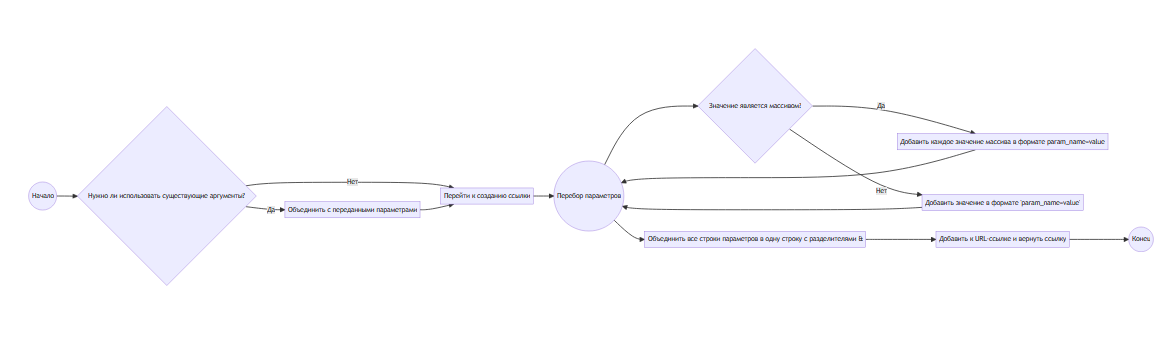 Начало
Нужно ли использовать существующие аргументы?
Нет
Да
Объединить с переданными параметрами
Перейти к созданию ссылки
Перебор параметров
Значение является массивом?
Да
Добавить каждое значение массива в формате param_name=value
Нет
Добавить значение в формате 'param_name=value'
Объединить все строки параметров в одну строку с разделителями &
Добавить к URL-ссылке и вернуть ссылку
Конец